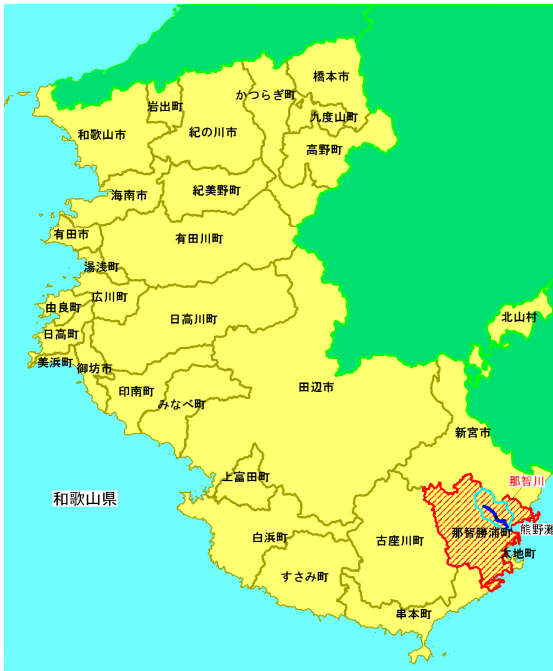 橋本市
かつらぎ町
岩出町
九度山町
和歌山市
紀の川市
高野町
海南市
紀美野町
有田市
有田川町
湯浅町
広川町
由良町
日高川町
北山村
日高町
美浜町
御坊市
田辺市
印南町
みなべ町
新宮市
上富田町
那智川
和歌山県
熊野灘
那智勝浦町
白浜町
古座川町
太地町
すさみ町
串本町